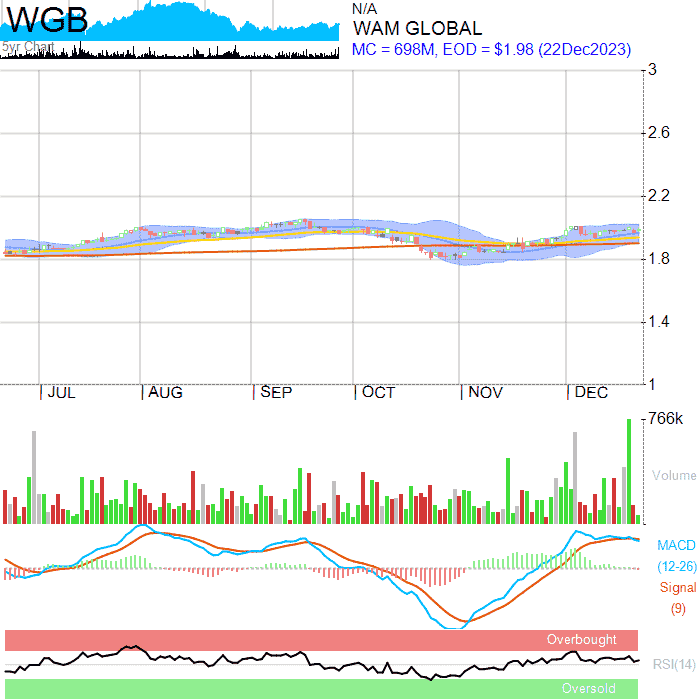 WGB
5yr Chart
N/A
WAM GLOBAL
MC = 698M, EOD = $1.98 (22Dec2023)
3
2.6
2.2
1.8
1.4
1
JUL AUG SEP OCT NOV DEC
766k
Volume
MACD
(12-26)
Signal
(9)
Overbought
RSI(14)
Oversold